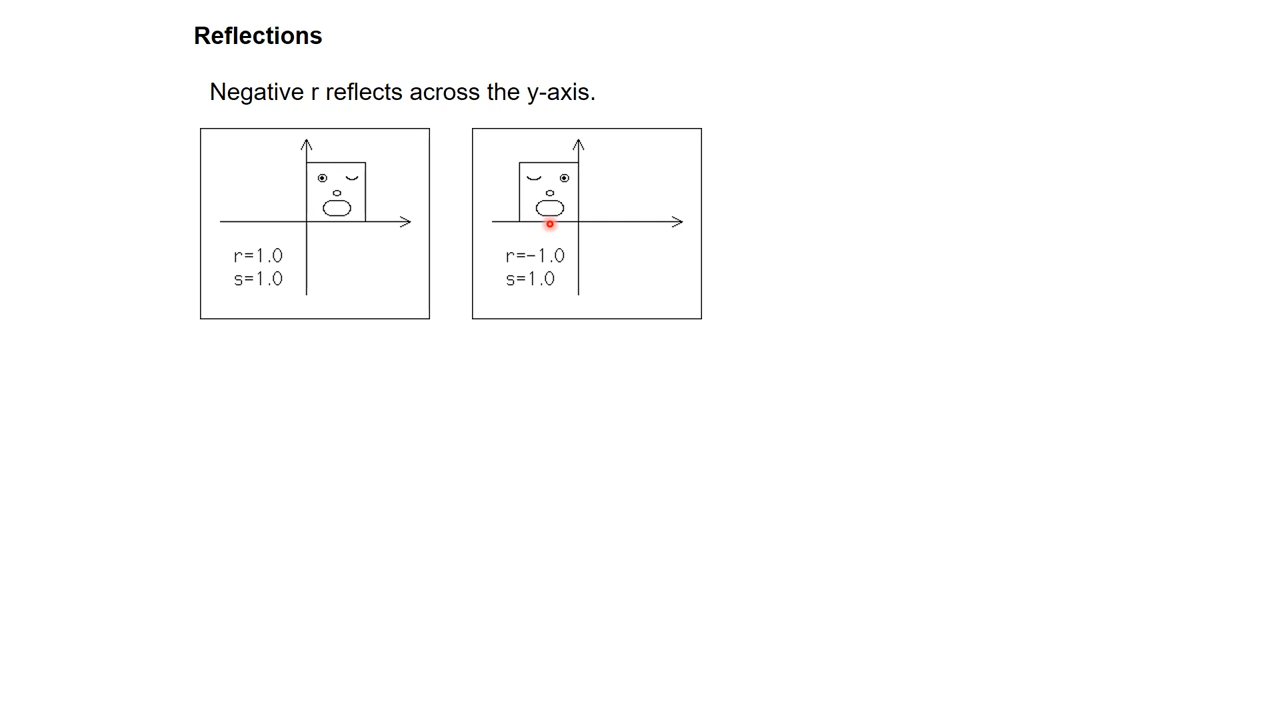 Reflections
Negative r reflects across the y-axis.
r=1.0
s=1.0
r=-1.0
s=1.0